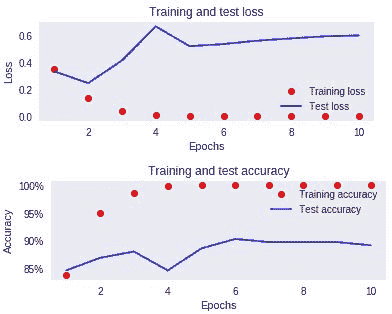 Training and test loss
0.6
0.4
0.2
0.0
Loss
Training loss
Test loss
2 4 6 8 10
Epochs
Training and test accuracy
100%
95%
90%
85%
Accuracy
Training accuracy
Test accuracy
2 4 6 8 10
Epochs